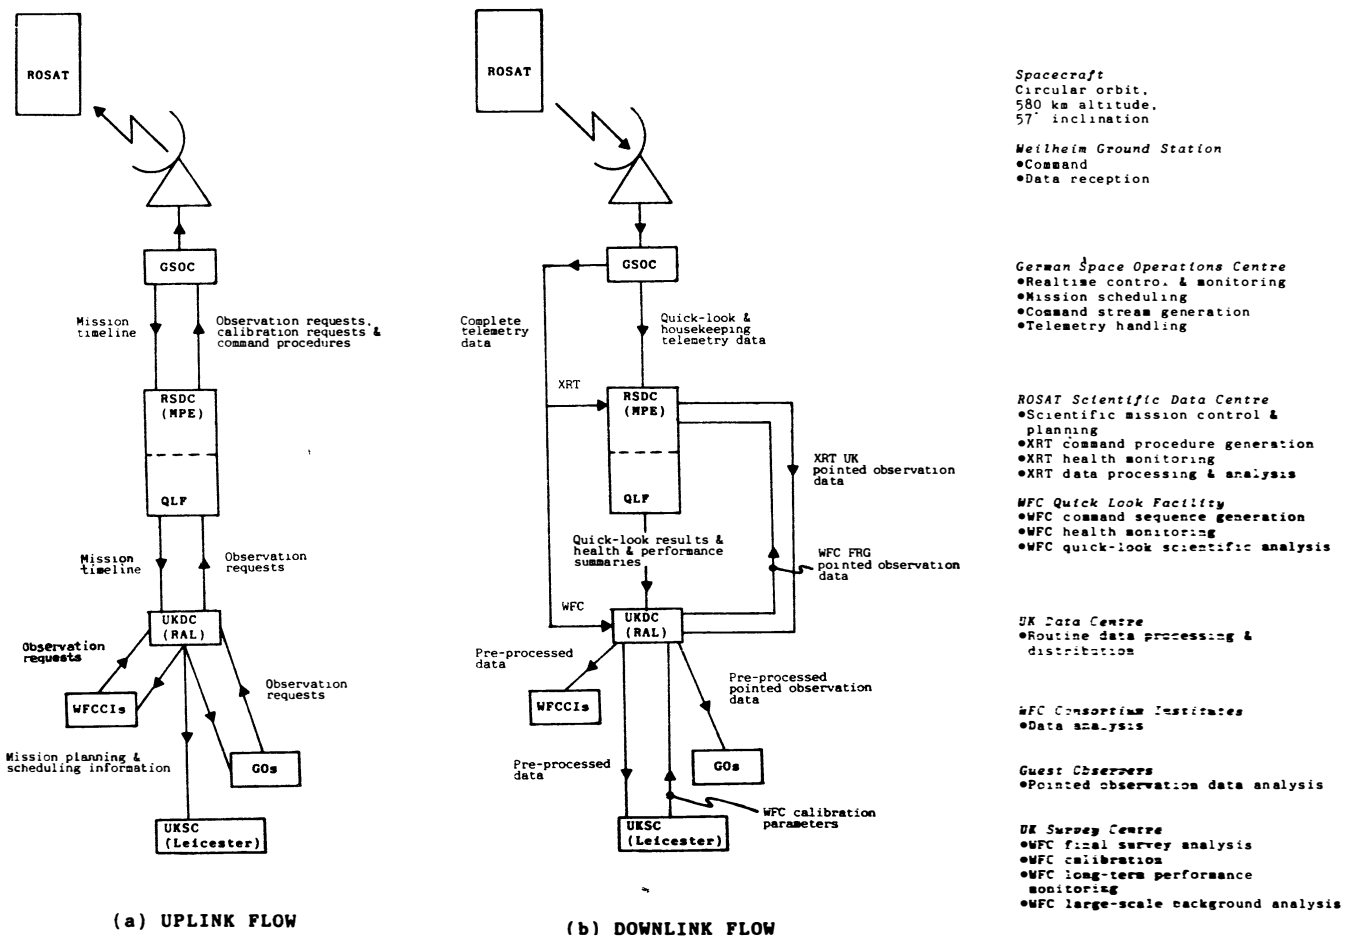 ROSAT
GSOC
Mission
timeline
Observation requests,
calibration requests &
command procedures
RSDC
(MPE)
QLF
Mission
timeline
Observation
requests
UKDC
(RAL)
Observation
requests
WFCCIs
Observation
requests
Mission planning &
scheduling information
GOs
UKSC
(Leicester)
(a) UPLINK FLOW
ROSAT
GSOC
Complete
telemetry
data
Quick-look &
housekeeping
telemetry data
XRT
RSDC
(MPE)
QLF
XRT UK
pointed observation
data
Quick-look results &
health & performance
summaries
WFC FRG
pointed observation
data
WFC
UKDC
(RAL)
Pre-processed
data
WFCCIs
Pre-processed
pointed observation
data
Pre-processed
data
GOs
WFC calibration
parameters
UKSC
(Leicester)
(b) DOWNLINK FLOW
Spacecraft
Circular orbit,
580 km altitude,
57° inclination
Weilheim Ground Station
•Command
•Data reception
German Space Operations Centre
•Realtime control & monitoring
•Mission scheduling
•Command stream generation
•Telemetry handling
ROSAT Scientific Data Centre
•Scientific mission control &
planning
•XRT command procedure generation
•XRT health monitoring
•XRT data processing & analysis
WFC Quick Look Facility
•WFC command sequence generation
•WFC health monitoring
•WFC quick-look scientific analysis
UK Data Centre
•Routine data processing &
distribution
WFC Consortium Institutes
•Data analysis
Guest Observers
•Pointed observation data analysis
UK Survey Centre
•WFC final survey analysis
•WFC calibration
•WFC long-term performance
monitoring
•WFC large-scale background analysis